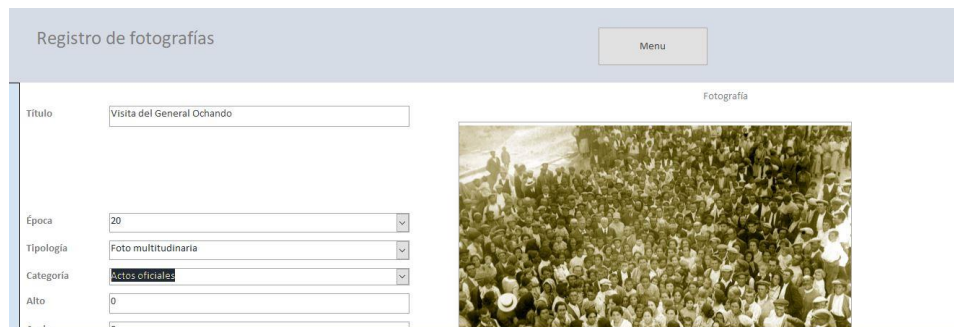 Registro de fotografías
Menu
Fotografía
Título
Visita del General Ochando
Época
20
Tipología
Foto multitudinaria
Categoría
Actos oficiales
Alto
0